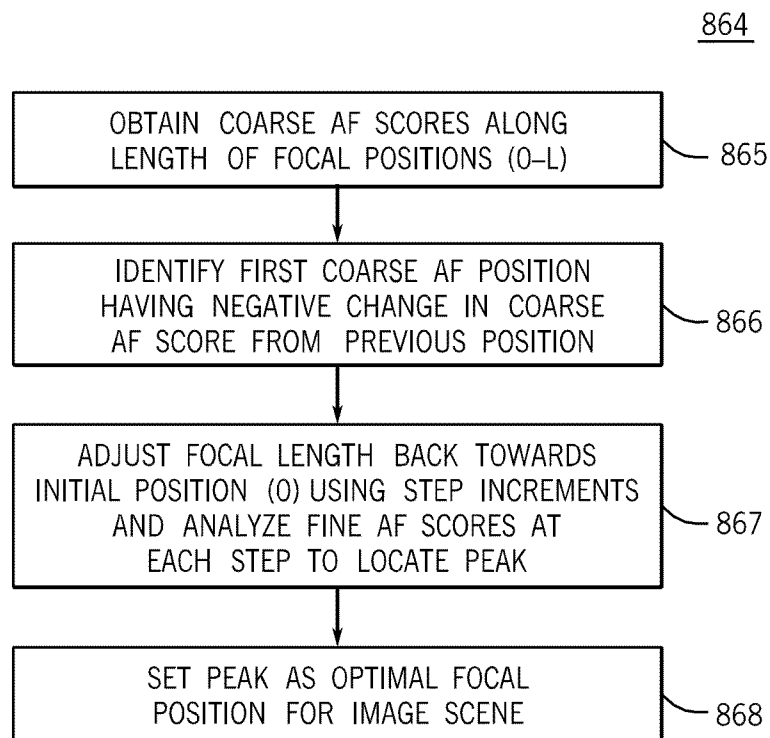 864
OBTAIN COARSE AF SCORES ALONG
LENGTH OF FOCAL POSITIONS (0–L)
865
IDENTIFY FIRST COARSE AF POSITION
HAVING NEGATIVE CHANGE IN COARSE
AF SCORE FROM PREVIOUS POSITION
866
ADJUST FOCAL LENGTH BACK TOWARDS
INITIAL POSITION (0) USING STEP INCREMENTS
AND ANALYZE FINE AF SCORES AT
EACH STEP TO LOCATE PEAK
867
SET PEAK AS OPTIMAL FOCAL
POSITION FOR IMAGE SCENE
868